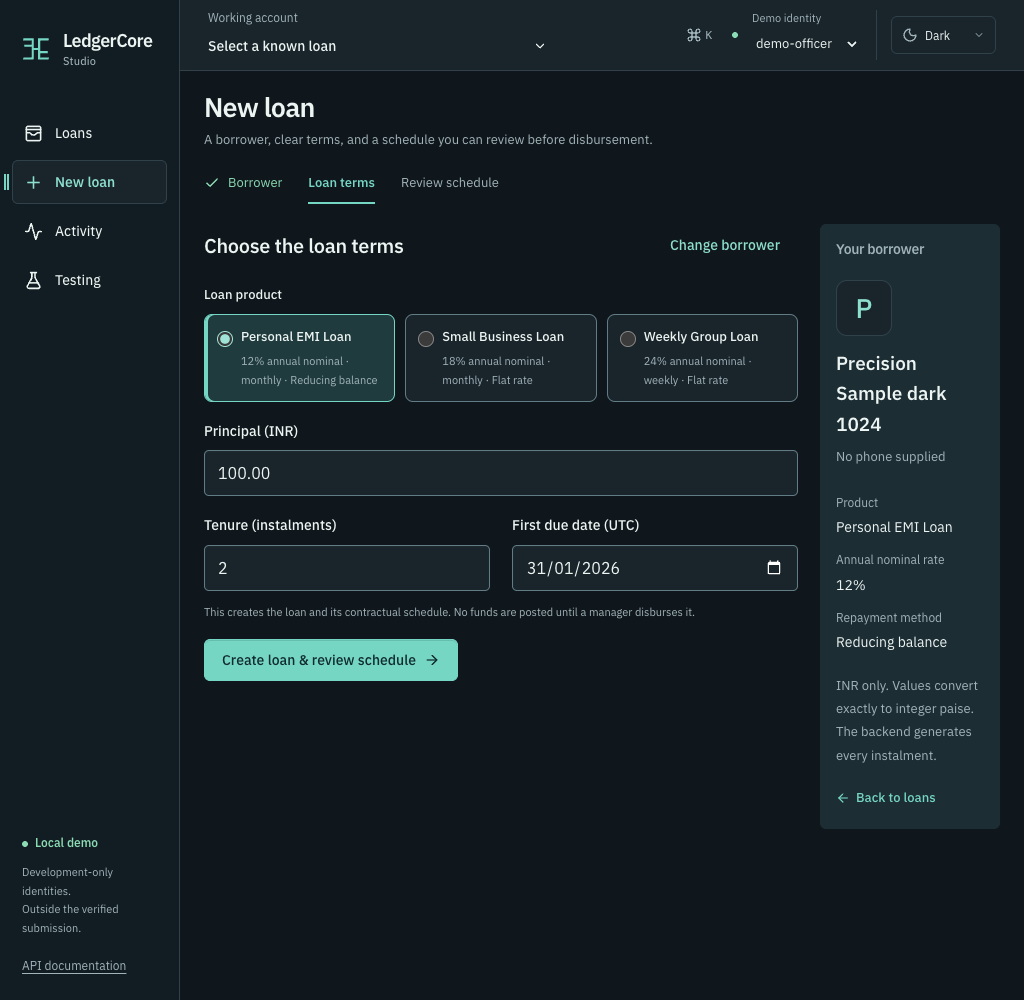 LedgerCore
Studio
Loans
New loan
Activity
Testing
Local demo
Development-only
identities.
Outside the verified
submission.
API documentation
Working account
Select a known loan
⌘ K
Demo identity
demo-officer
Dark
New loan
A borrower, clear terms, and a schedule you can review before disbursement.
Borrower
Loan terms
Review schedule
Choose the loan terms
Change borrower
Loan product
Personal EMI Loan
12% annual nominal ·
monthly · Reducing balance
Small Business Loan
18% annual nominal ·
monthly · Flat rate
Weekly Group Loan
24% annual nominal ·
weekly · Flat rate
Principal (INR)
100.00
Tenure (instalments)
2
First due date (UTC)
31/01/2026
This creates the loan and its contractual schedule. No funds are posted until a manager disburses it.
Create loan & review schedule →
Your borrower
P
Precision
Sample dark
1024
No phone supplied
Product
Personal EMI Loan
Annual nominal rate
12%
Repayment method
Reducing balance
INR only. Values convert
exactly to integer paise.
The backend generates
every instalment.
← Back to loans